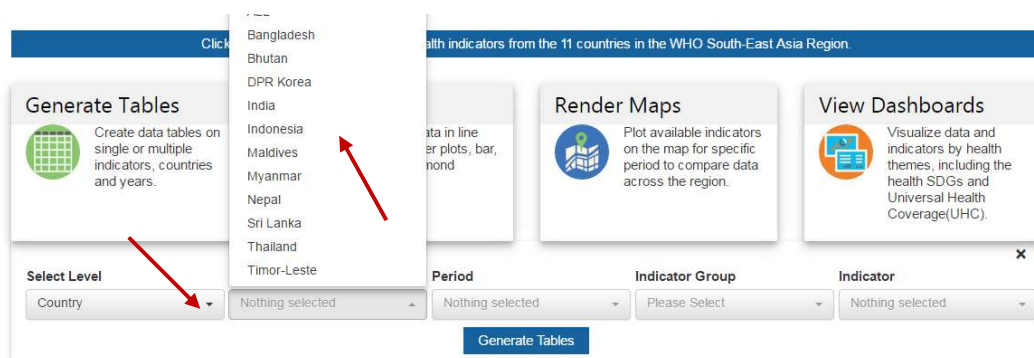 ALL
Bangladesh
Bhutan
DPR Korea
India
Indonesia
Maldives
Myanmar
Nepal
Sri Lanka
Thailand
Timor-Leste
Click
indicators from the 11 countries in the WHO South-East Asia Region.
Generate Tables
Create data tables on
single or multiple
indicators, countries
and years.
in line
plots, bar,
Render Maps
Plot available indicators
on the map for specific
period to compare data
across the region.
View Dashboards
Visualize data and
indicators by health
themes, including the
health SDGs and
Universal Health
Coverage(UHC).
Select Level
Period
Indicator Group
Indicator
Country
Nothing selected
Nothing selected
Please Select
Nothing selected
Generate Tables